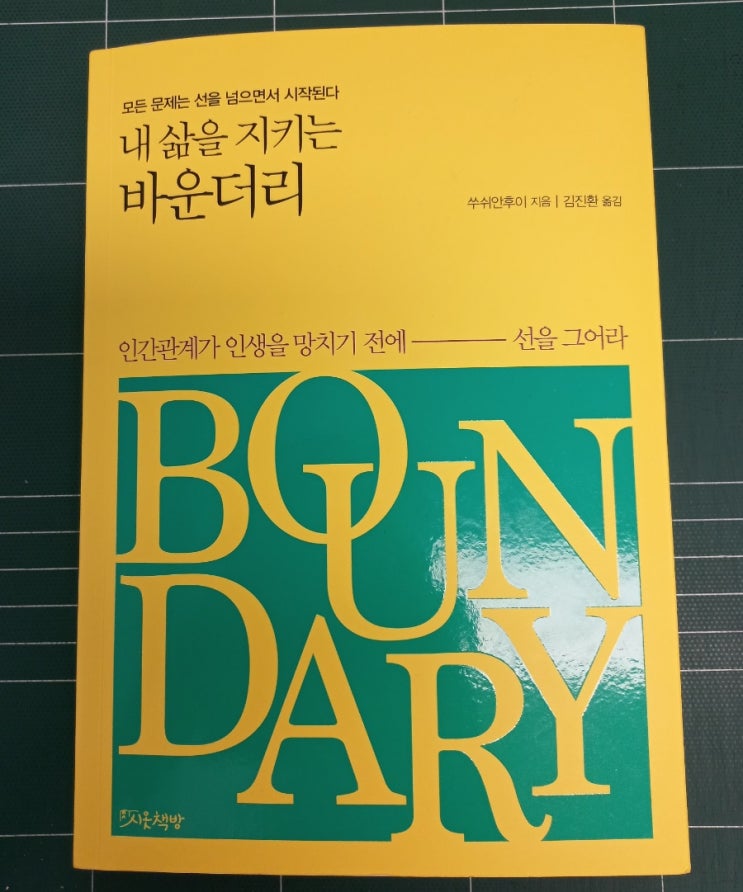 모든 문제는 선을 넘으면서 시작된다
내 삶을 지키는
바운더리
쑤쉬안후이 지음 | 김진환 옮김
인간관계가 인생을 망치기 전에 ――― 선을 그어라
BOUN
DARY
시옷책방